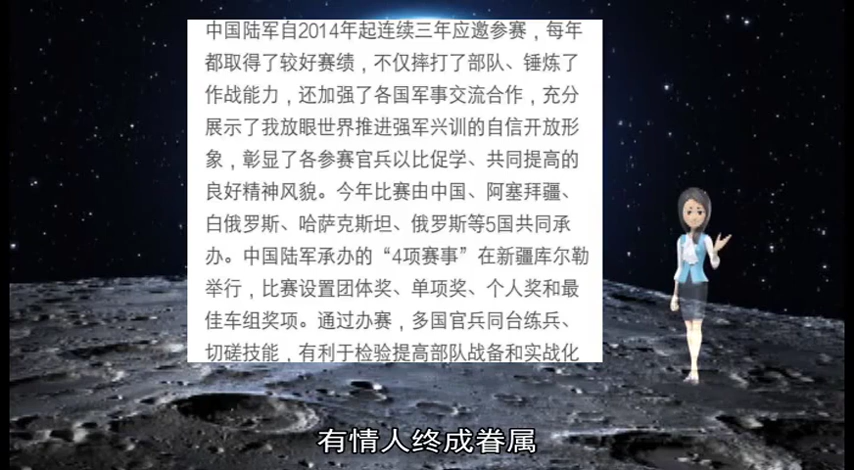 中国陆军自2014年起连续三年应邀参赛，每年
都取得了较好赛绩，不仅摔打了部队、锤炼了
作战能力，还加强了各国军事交流合作，充分
展示了我放眼世界推进强军兴训的自信开放形
象，彰显了各参赛官兵以比促学、共同提高的
良好精神风貌。今年比赛由中国、阿塞拜疆、
白俄罗斯、哈萨克斯坦、俄罗斯等5国共同承
办。中国陆军承办的“4项赛事”在新疆库尔勒
举行，比赛设置团体奖、单项奖、个人奖和最
佳车组奖项。通过办赛，多国官兵同台练兵、
切磋技能，有利于检验提高部队战备和实战化
有情人终成眷属